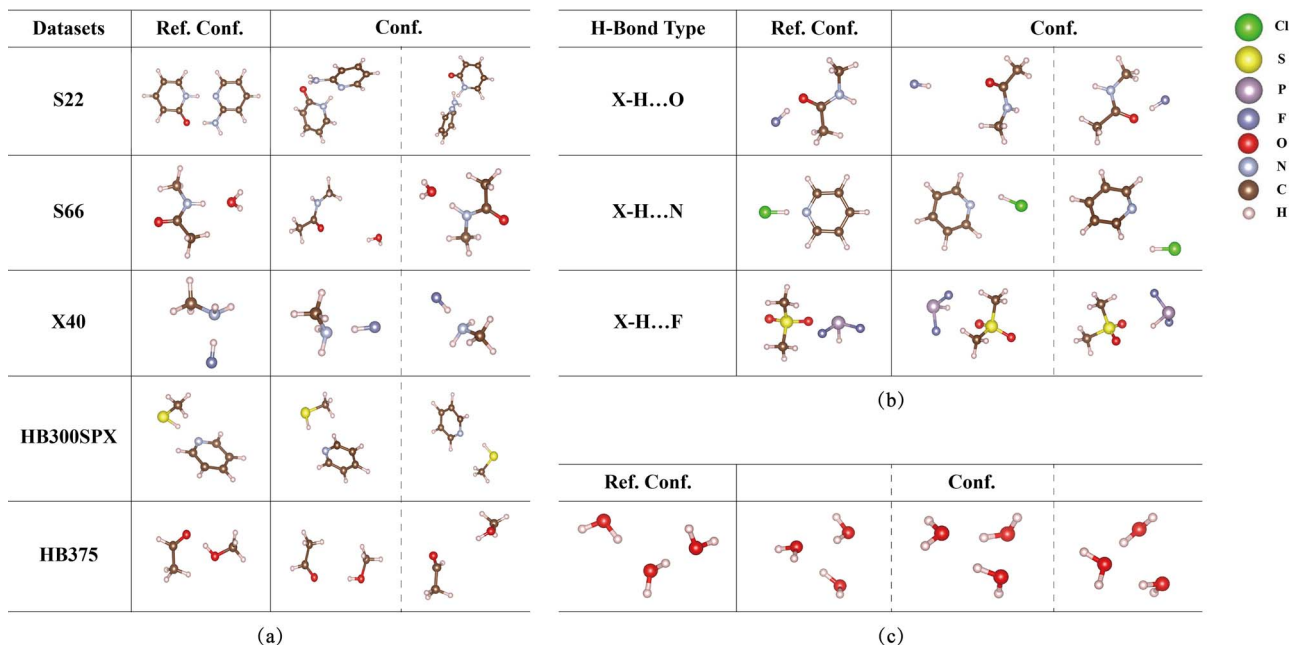 Datasets Ref. Conf. Conf.
S22
S66
X40
HB300SPX
HB375
(a)
H-Bond Type Ref. Conf. Conf.
X-H...O
X-H...N
X-H...F
(b)
Ref. Conf. Conf.
(c)
Cl
S
P
F
O
N
C
H